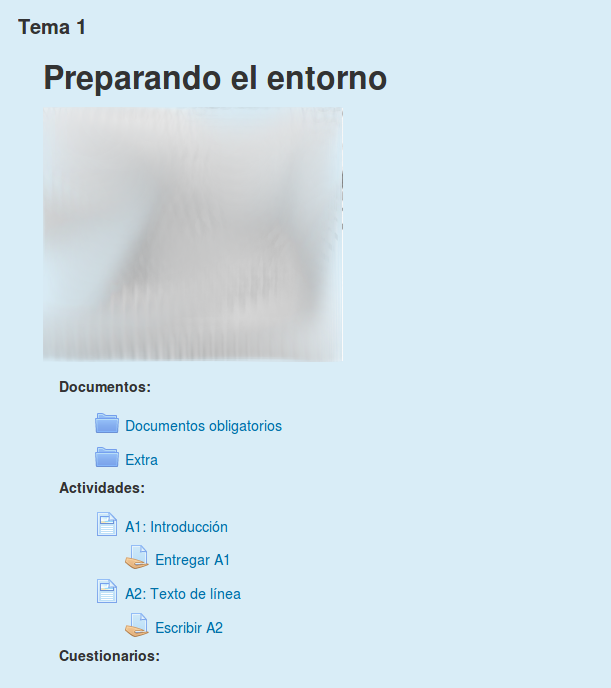 Tema 1
Preparando el entorno
Documentos:
Documentos obligatorios
Extra
Actividades:
A1: Introducción
Entregar A1
A2: Texto de línea
Escribir A2
Cuestionarios: